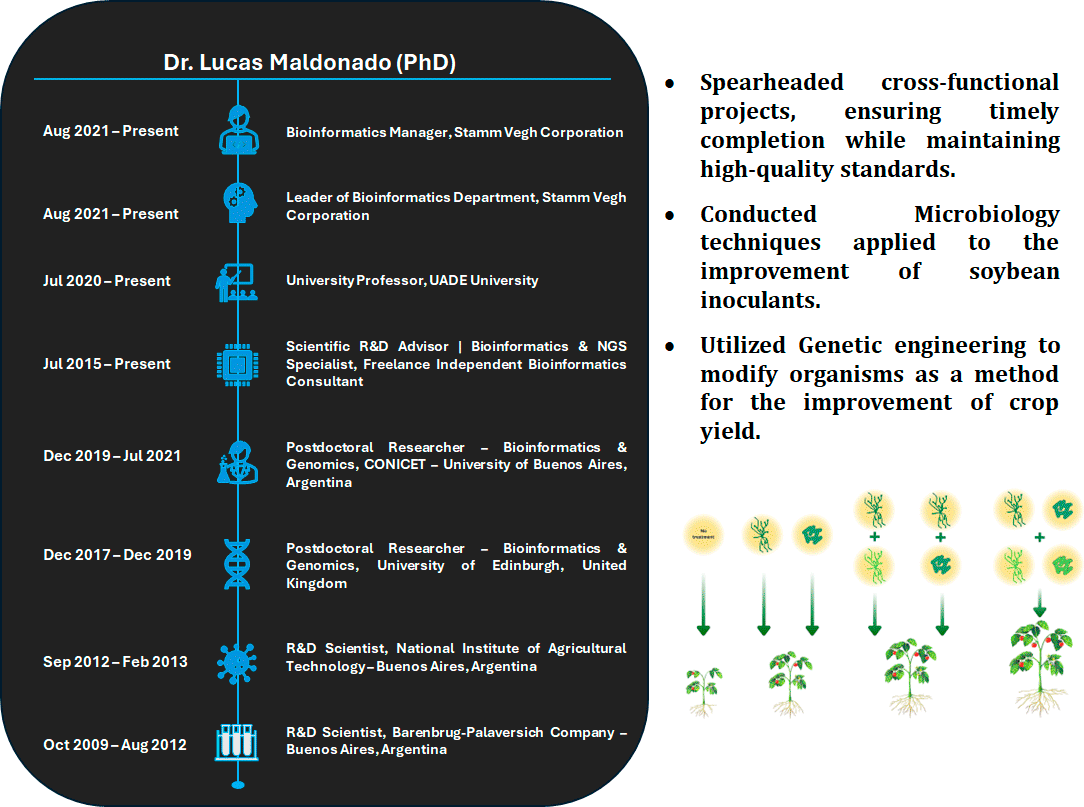 Dr. Lucas Maldonado (PhD)
Aug 2021 – Present
Bioinformatics Manager, Stamm Vegh Corporation
Aug 2021 – Present
Leader of Bioinformatics Department, Stamm Vegh
Corporation
Jul 2020 – Present
University Professor, UADE University
Jul 2015 – Present
Scientific R&D Advisor | Bioinformatics & NGS
Specialist, Freelance Independent Bioinformatics
Consultant
Dec 2019 – Jul 2021
Postdoctoral Researcher – Bioinformatics &
Genomics, CONICET – University of Buenos Aires,
Argentina
Dec 2017 – Dec 2019
Postdoctoral Researcher – Bioinformatics &
Genomics, University of Edinburgh, United
Kingdom
Sep 2012 – Feb 2013
R&D Scientist, National Institute of Agricultural
Technology– Buenos Aires, Argentina
Oct 2009 – Aug 2012
R&D Scientist, Barenbrug-Palaversich Company –
Buenos Aires, Argentina
• Spearheaded cross-functional
projects, ensuring timely
completion while maintaining
high-quality standards.
• Conducted Microbiology
techniques applied to the
improvement of soybean
inoculants.
• Utilized Genetic engineering to
modify organisms as a method
for the improvement of crop
yield.
No
treatment
+
+
+